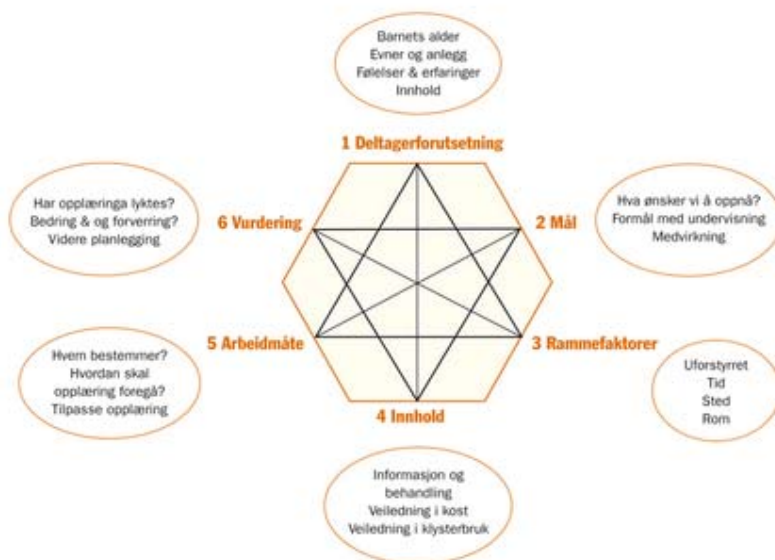 Barnets alder
Evner og anlegg
Følelser & erfaringer
Innhold
1 Deltagerforutsetning
Har opplæringa lyktes?
Bedring & og forverring?
Videre planlegging
6 Vurdering
2 Mål
Hva ønsker vi å oppnå?
Formål med undervisning
Medvirkning
Hvem bestemmer?
Hvordan skal
opplæring foregå?
Tilpasse opplæring
5 Arbeidmåte
3 Rammefaktorer
Uforstyrret
Tid
Sted
Rom
4 Innhold
Informasjon og
behandling
Veiledning i kost
Veiledning i klysterbruk